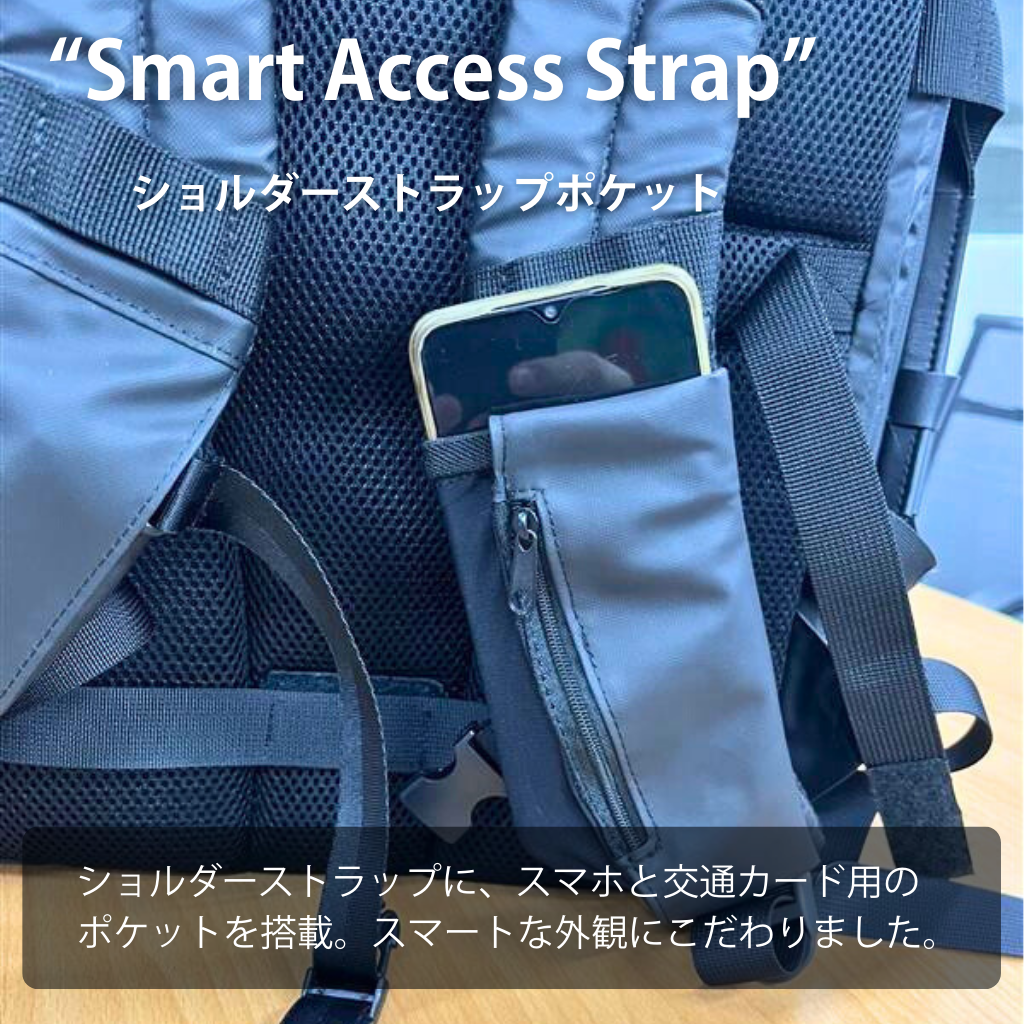 “Smart Access Strap”
ショルダーストラップポケット
ショルダーストラップに、スマホと交通カード用の
ポケットを搭載。スマートな外観にこだわりました。